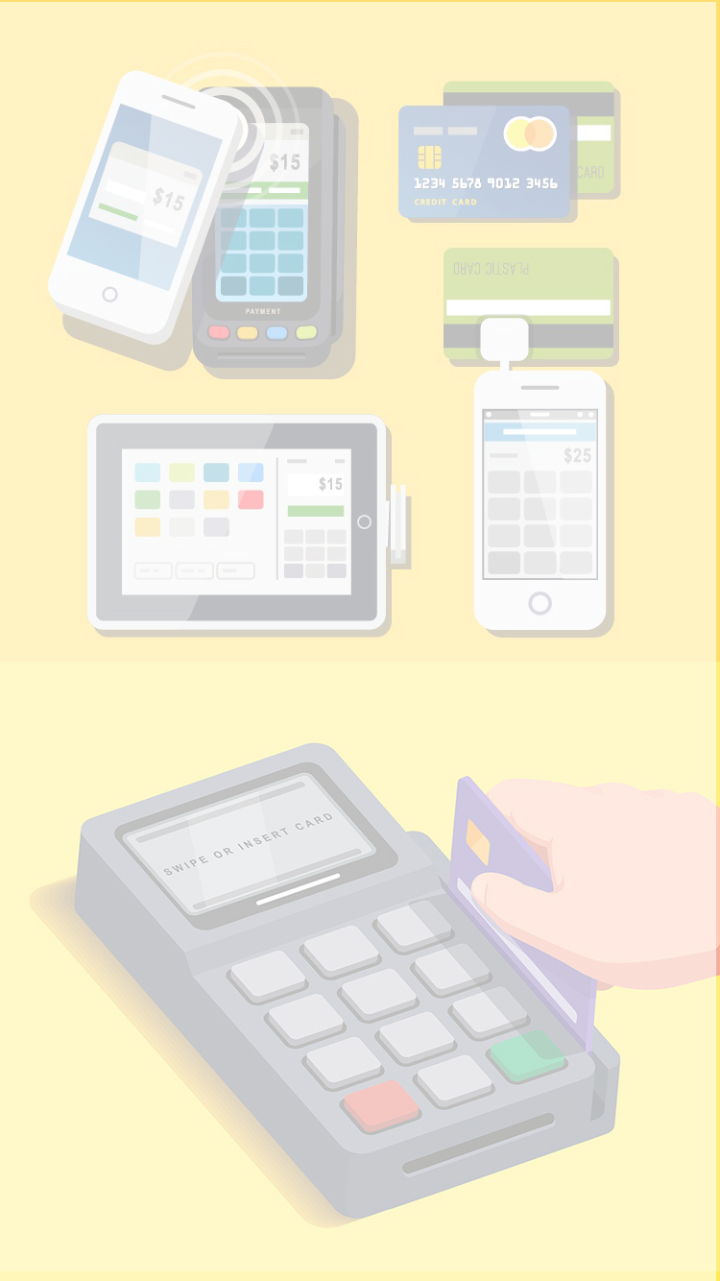 $15
$15
PAYMENT
1234 5678 9012 3456
CREDIT CARD
CARD
PLASTIC CARD
$25
$15
SWIPE OR INSERT CARD